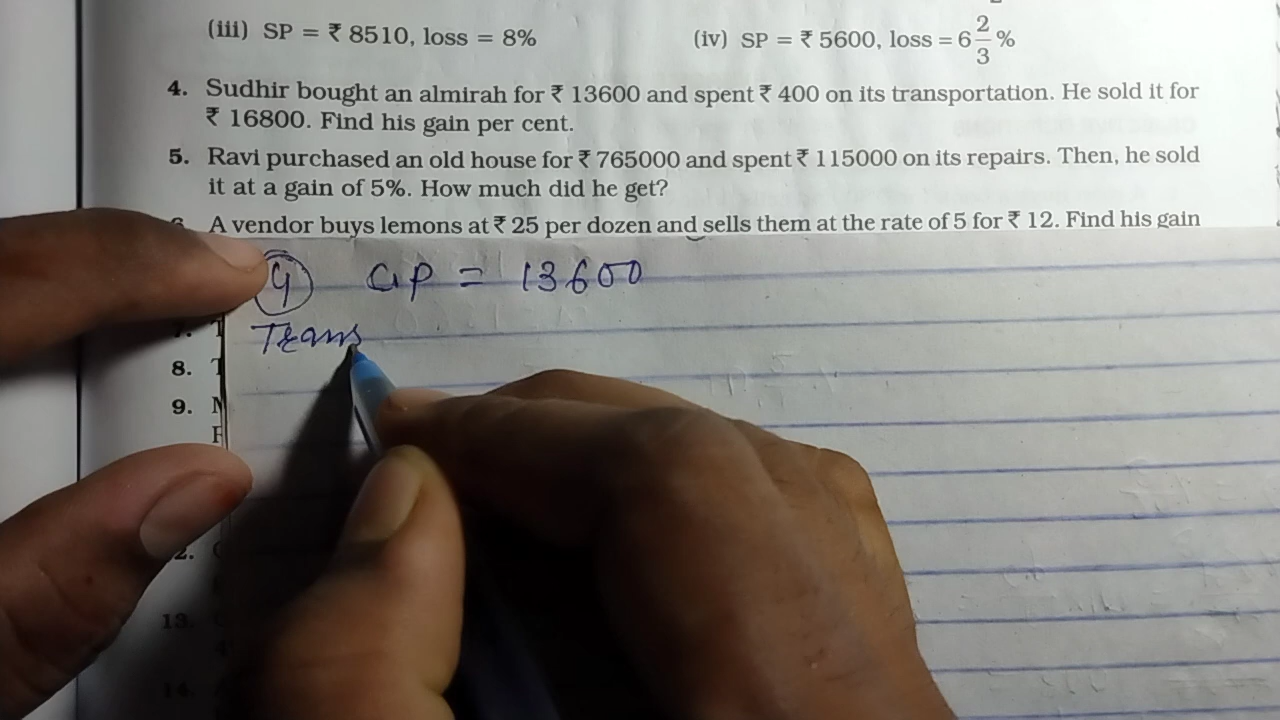 (iii) SP = ₹ 8510, loss = 8%
(iv) SP = ₹ 5600, loss = 6 2/3 %
4. Sudhir bought an almirah for ₹ 13600 and spent ₹ 400 on its transportation. He sold it for
₹ 16800. Find his gain per cent.
5. Ravi purchased an old house for ₹ 765000 and spent ₹ 115000 on its repairs. Then, he sold
it at a gain of 5%. How much did he get?
A vendor buys lemons at ₹ 25 per dozen and sells them at the rate of 5 for ₹ 12. Find his gain
4 CP = 13600
Trans
7.
8.
9.
13.
14.